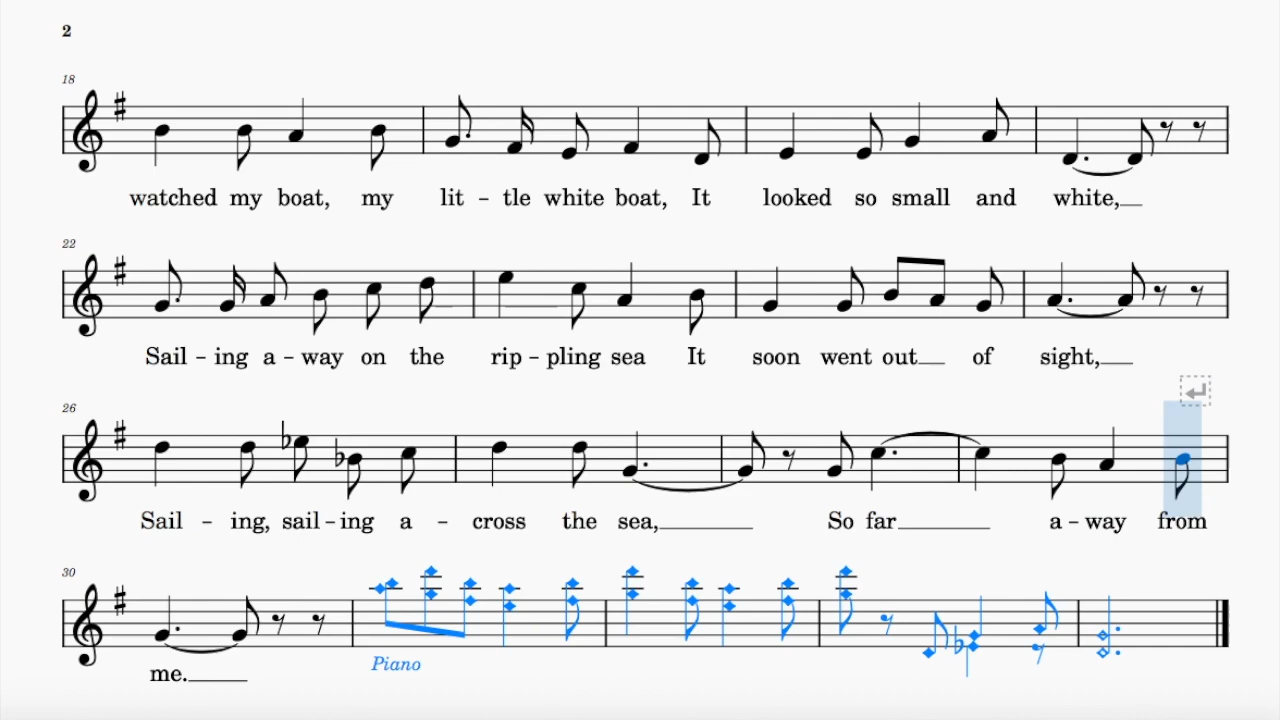 2
18
watched my boat, my lit – tle white boat, It looked so small and white,
22
Sail – ing a – way on the rip – pling sea It soon went out of sight,
26
Sail – ing, sail – ing a – cross the sea, So far a – way from
30
me.
Piano